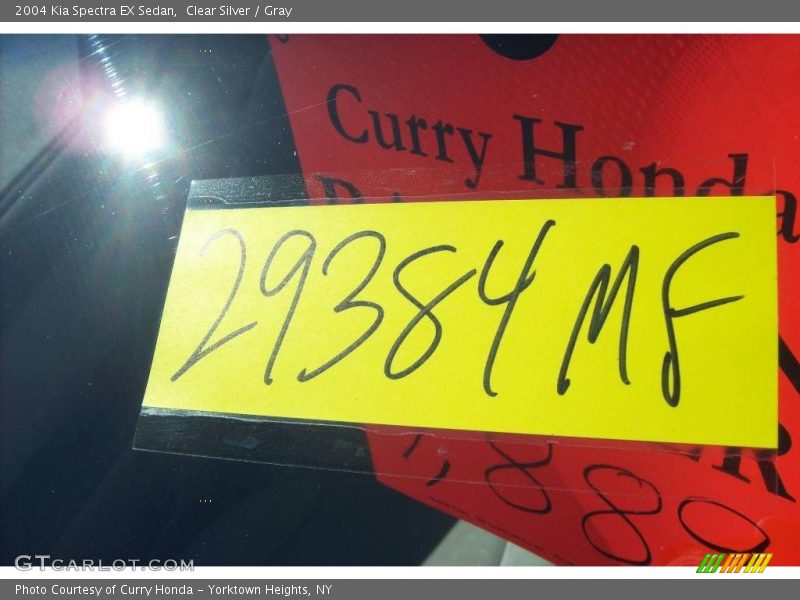 2004 Kia Spectra EX Sedan,  Clear Silver / Gray
Curry Honda
29384 MF
,880
GTCARLOT.COM
Photo Courtesy of Curry Honda - Yorktown Heights, NY